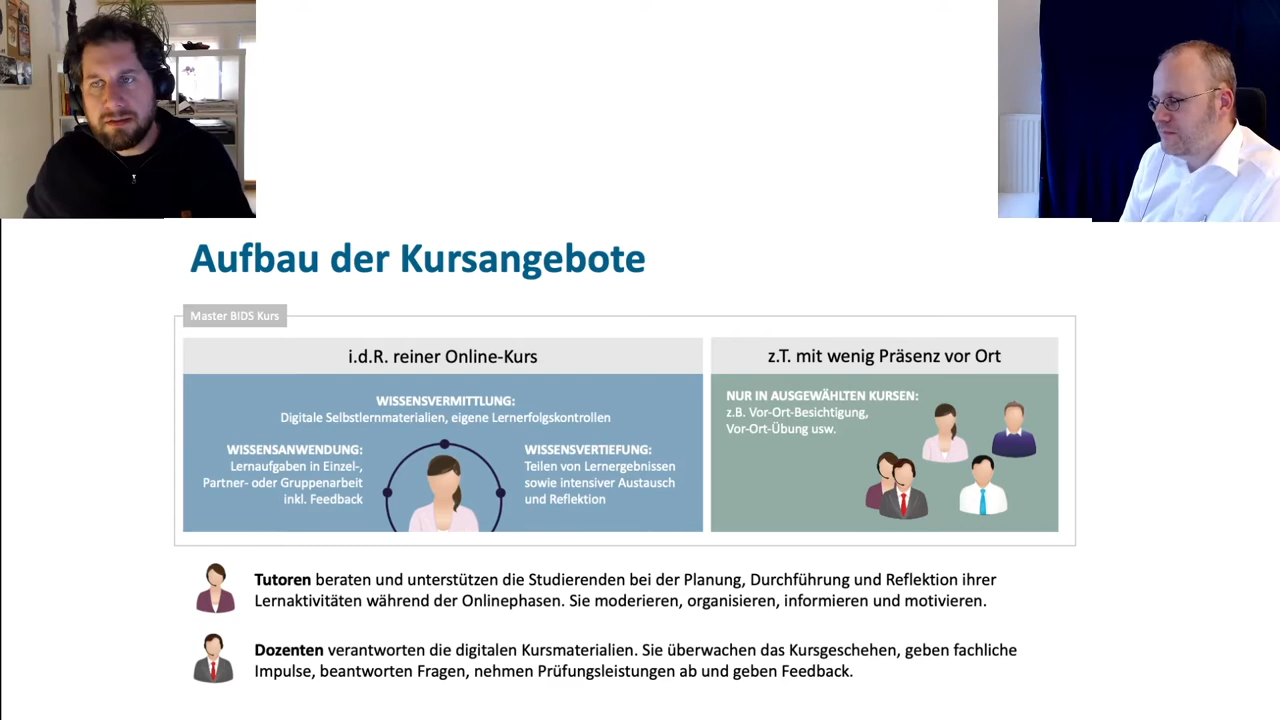 Aufbau der Kursangebote
Master BIDS Kurs
i.d.R. reiner Online-Kurs
WISSENSVERMITTLUNG:
Digitale Selbstlernmaterialien, eigene Lernerfolgskontrollen
WISSENSANWENDUNG:
Lernaufgaben in Einzel-,
Partner- oder Gruppenarbeit
inkl. Feedback
WISSENSVERTIEFUNG:
Teilen von Lernergebnissen
sowie intensiver Austausch
und Reflektion
z.T. mit wenig Präsenz vor Ort
NUR IN AUSGEWÄHLTEN KURSEN:
z.B. Vor-Ort-Besichtigung,
Vor-Ort-Übung usw.
Tutoren beraten und unterstützen die Studierenden bei der Planung, Durchführung und Reflektion ihrer
Lernaktivitäten während der Onlinephasen. Sie moderieren, organisieren, informieren und motivieren.
Dozenten verantworten die digitalen Kursmaterialien. Sie überwachen das Kursgeschehen, geben fachliche
Impulse, beantworten Fragen, nehmen Prüfungsleistungen ab und geben Feedback.